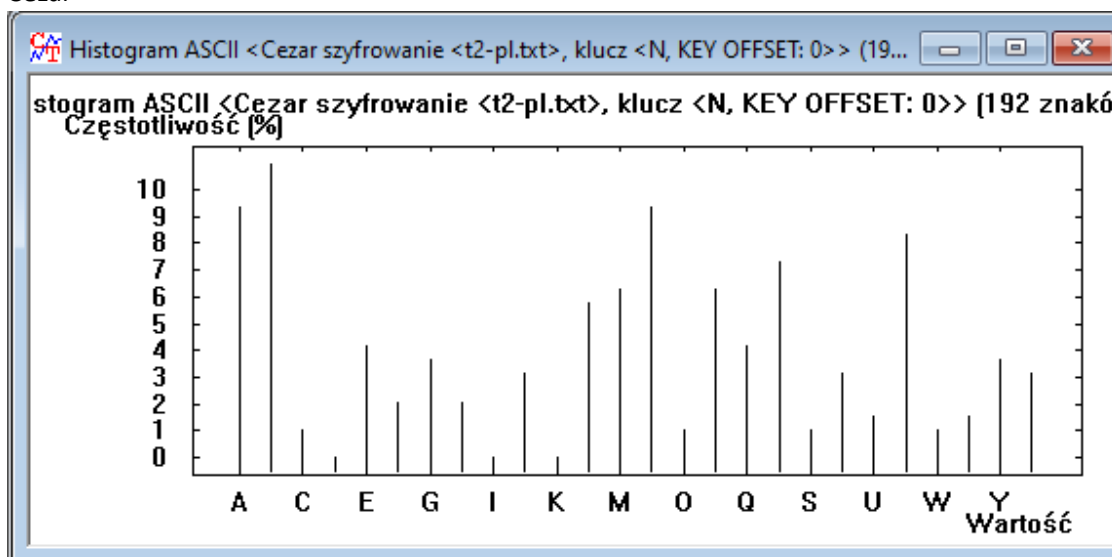 Cezar
Histogram ASCII <Cezar szyfrowanie <t2-pl.txt>, klucz <N, KEY OFFSET: 0>> (19...
stogram ASCII <Cezar szyfrowanie <t2-pl.txt>, klucz <N, KEY OFFSET: 0>> (192 znakó
Częstotliwość (%)
10
9
8
7
6
5
4
3
2
1
0
A C E G I K M O Q S U W Y
Wartość